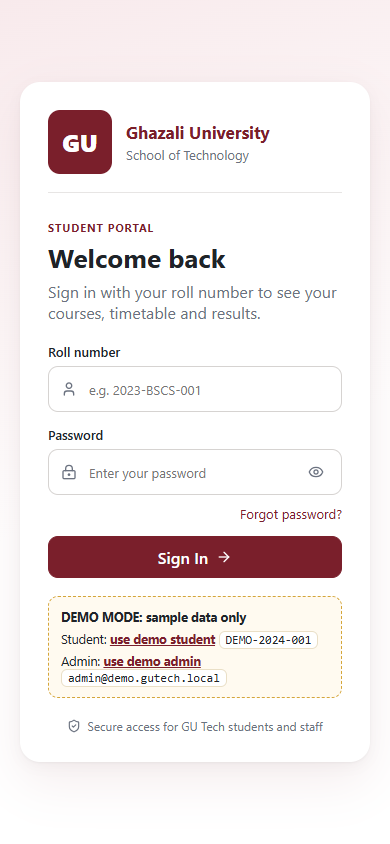 GU
Ghazali University
School of Technology
STUDENT PORTAL
Welcome back
Sign in with your roll number to see your
courses, timetable and results.
Roll number
e.g. 2023-BSCS-001
Password
Enter your password
Forgot password?
Sign In →
DEMO MODE: sample data only
Student: use demo student DEMO-2024-001
Admin: use demo admin
admin@demo.gutech.local
Secure access for GU Tech students and staff